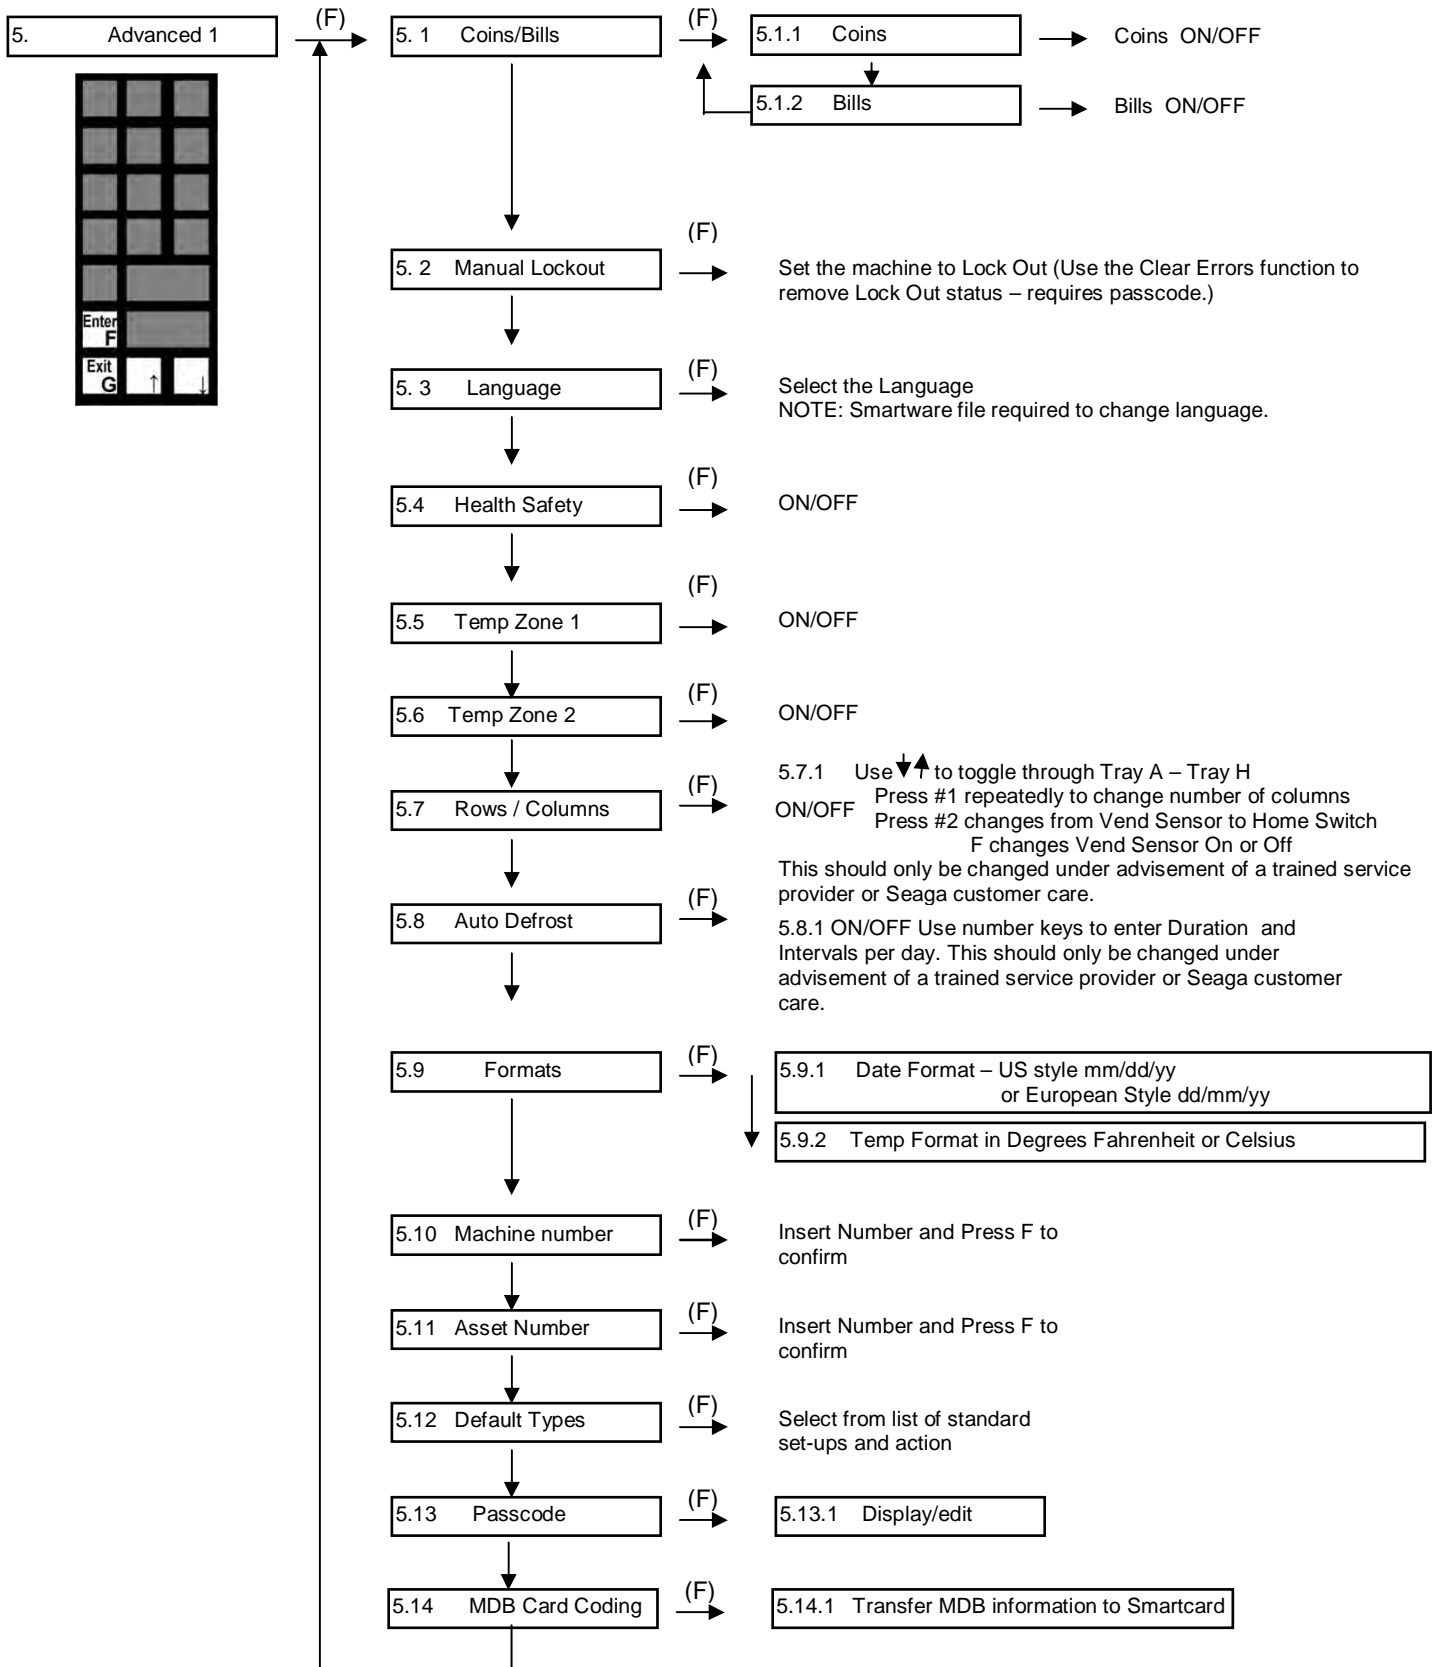 5. Advanced 1
(F)
5. 1 Coins/Bills
(F)
5.1.1 Coins
Coins ON/OFF
5.1.2 Bills
Bills ON/OFF
Enter
F
Exit
G ↑ ↓
5. 2 Manual Lockout
(F)
Set the machine to Lock Out (Use the Clear Errors function to
remove Lock Out status – requires passcode.)
5. 3 Language
(F)
Select the Language
NOTE: Smartware file required to change language.
5.4 Health Safety
(F)
ON/OFF
5.5 Temp Zone 1
(F)
ON/OFF
5.6 Temp Zone 2
(F)
ON/OFF
5.7 Rows / Columns
(F)
5.7.1 Use ↓↑ to toggle through Tray A – Tray H
ON/OFF Press #1 repeatedly to change number of columns
Press #2 changes from Vend Sensor to Home Switch
F changes Vend Sensor On or Off
This should only be changed under advisement of a trained service
provider or Seaga customer care.
5.8 Auto Defrost
(F)
5.8.1 ON/OFF Use number keys to enter Duration and
Intervals per day. This should only be changed under
advisement of a trained service provider or Seaga customer
care.
5.9 Formats
(F)
5.9.1 Date Format – US style mm/dd/yy
or European Style dd/mm/yy
5.9.2 Temp Format in Degrees Fahrenheit or Celsius
5.10 Machine number
(F)
Insert Number and Press F to
confirm
5.11 Asset Number
(F)
Insert Number and Press F to
confirm
5.12 Default Types
(F)
Select from list of standard
set-ups and action
5.13 Passcode
(F)
5.13.1 Display/edit
5.14 MDB Card Coding
(F)
5.14.1 Transfer MDB information to Smartcard